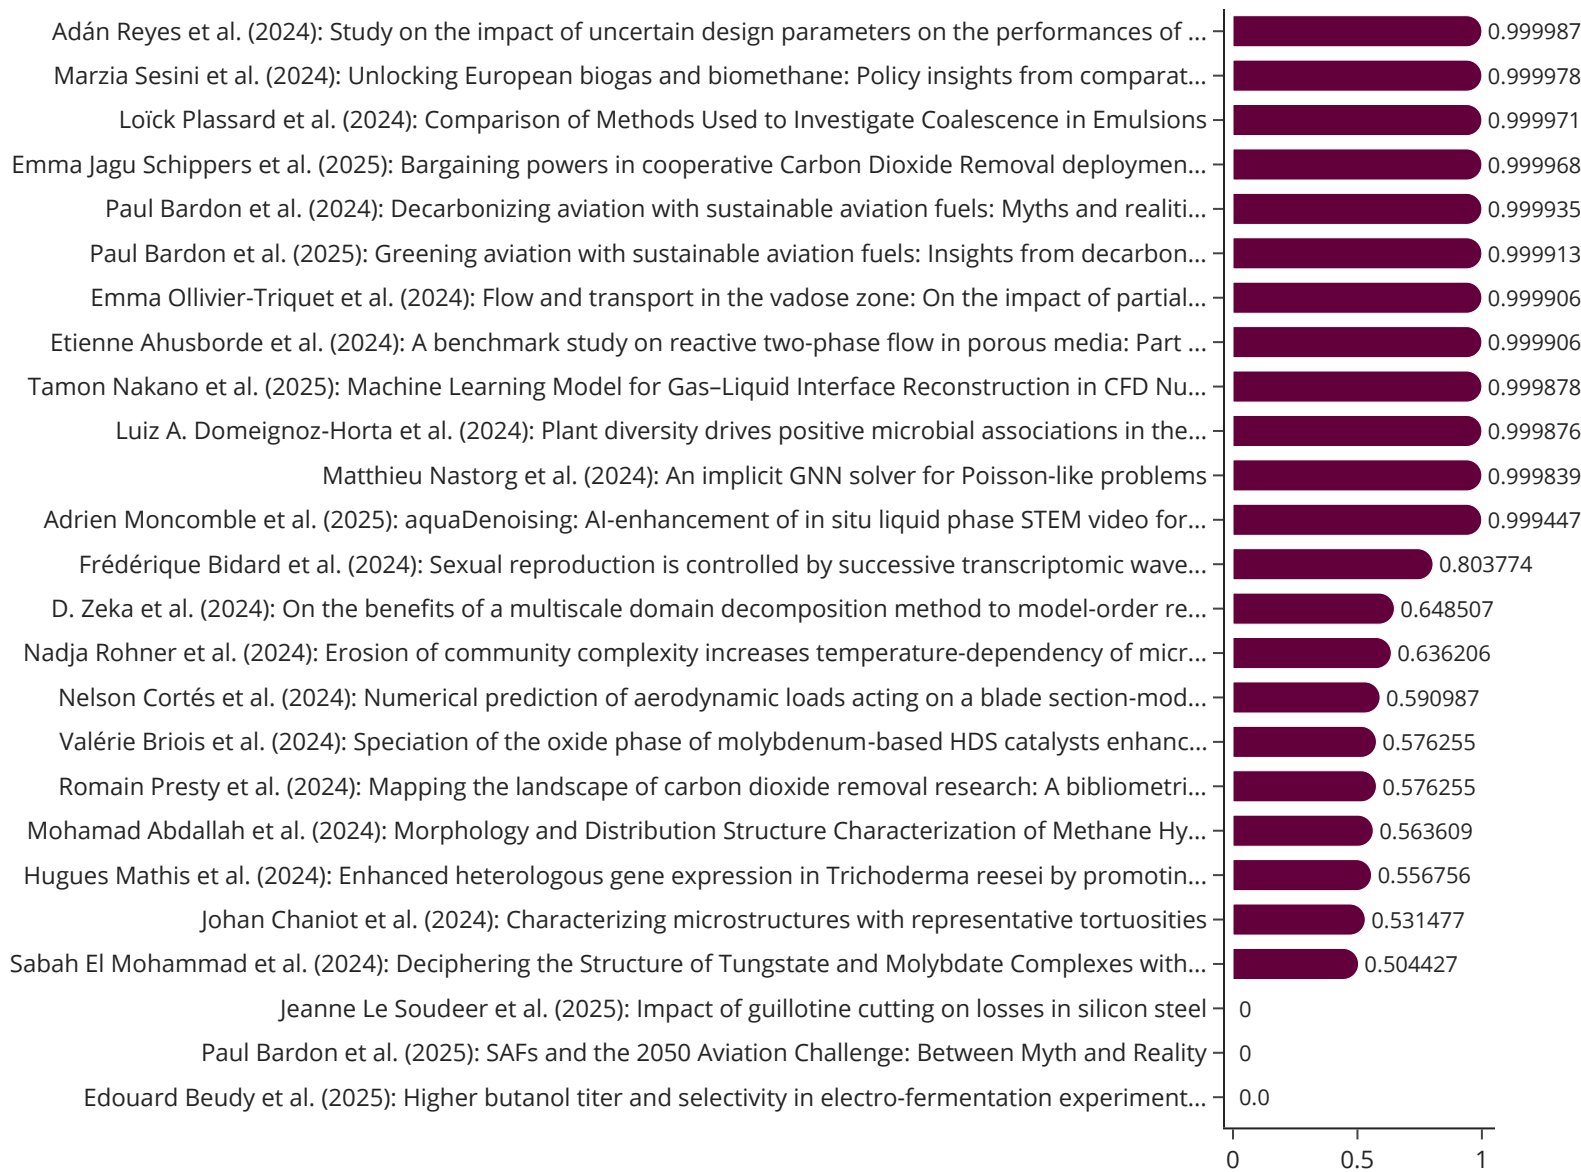 Adán Reyes et al. (2024): Study on the impact of uncertain design parameters on the performances of ... 0.999987
Marzia Sesini et al. (2024): Unlocking European biogas and biomethane: Policy insights from comparat... 0.999978
Loïck Plassard et al. (2024): Comparison of Methods Used to Investigate Coalescence in Emulsions 0.999971
Emma Jagu Schippers et al. (2025): Bargaining powers in cooperative Carbon Dioxide Removal deploymen... 0.999968
Paul Bardon et al. (2024): Decarbonizing aviation with sustainable aviation fuels: Myths and realiti... 0.999935
Paul Bardon et al. (2025): Greening aviation with sustainable aviation fuels: Insights from decarbon... 0.999913
Emma Ollivier-Triquet et al. (2024): Flow and transport in the vadose zone: On the impact of partial... 0.999906
Etienne Ahusborde et al. (2024): A benchmark study on reactive two-phase flow in porous media: Part ... 0.999906
Tamon Nakano et al. (2025): Machine Learning Model for Gas–Liquid Interface Reconstruction in CFD Nu... 0.999878
Luiz A. Domeignoz-Horta et al. (2024): Plant diversity drives positive microbial associations in the... 0.999876
Matthieu Nastorg et al. (2024): An implicit GNN solver for Poisson-like problems 0.999839
Adrien Moncomble et al. (2025): aquaDenoising: AI-enhancement of in situ liquid phase STEM video for... 0.999447
Frédérique Bidard et al. (2024): Sexual reproduction is controlled by successive transcriptomic wave... 0.803774
D. Zeka et al. (2024): On the benefits of a multiscale domain decomposition method to model-order re... 0.648507
Nadja Rohner et al. (2024): Erosion of community complexity increases temperature-dependency of micr... 0.636206
Nelson Cortés et al. (2024): Numerical prediction of aerodynamic loads acting on a blade section-mod... 0.590987
Valérie Briois et al. (2024): Speciation of the oxide phase of molybdenum-based HDS catalysts enhanc... 0.576255
Romain Presty et al. (2024): Mapping the landscape of carbon dioxide removal research: A bibliometri... 0.576255
Mohamad Abdallah et al. (2024): Morphology and Distribution Structure Characterization of Methane Hy... 0.563609
Hugues Mathis et al. (2024): Enhanced heterologous gene expression in Trichoderma reesei by promotin... 0.556756
Johan Chaniot et al. (2024): Characterizing microstructures with representative tortuosities 0.531477
Sabah El Mohammad et al. (2024): Deciphering the Structure of Tungstate and Molybdate Complexes with... 0.504427
Jeanne Le Soudeer et al. (2025): Impact of guillotine cutting on losses in silicon steel 0
Paul Bardon et al. (2025): SAFs and the 2050 Aviation Challenge: Between Myth and Reality 0
Edouard Beudy et al. (2025): Higher butanol titer and selectivity in electro-fermentation experiment... 0.0
0 0.5 1